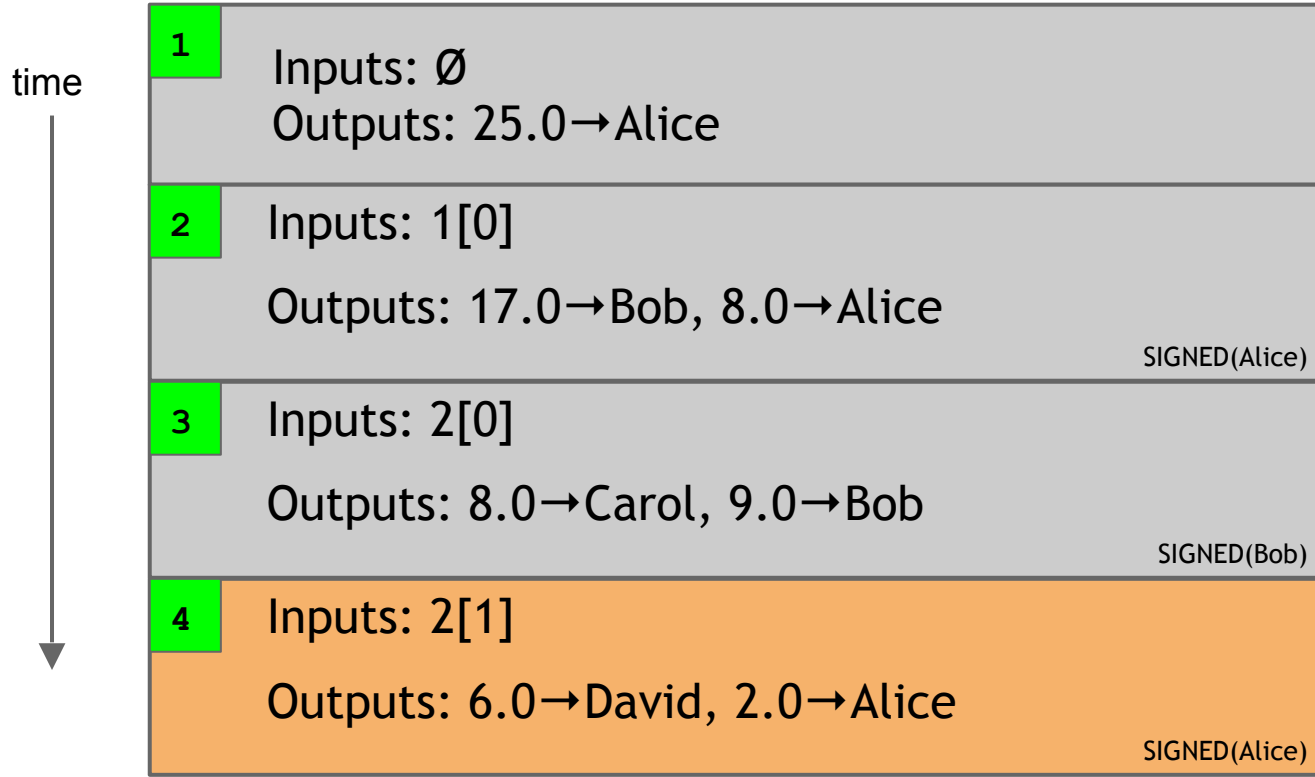 time
1
Inputs: Ø
Outputs: 25.0→Alice
2
Inputs: 1[0]
Outputs: 17.0→Bob, 8.0→Alice
SIGNED(Alice)
3
Inputs: 2[0]
Outputs: 8.0→Carol, 9.0→Bob
SIGNED(Bob)
4
Inputs: 2[1]
Outputs: 6.0→David, 2.0→Alice
SIGNED(Alice)